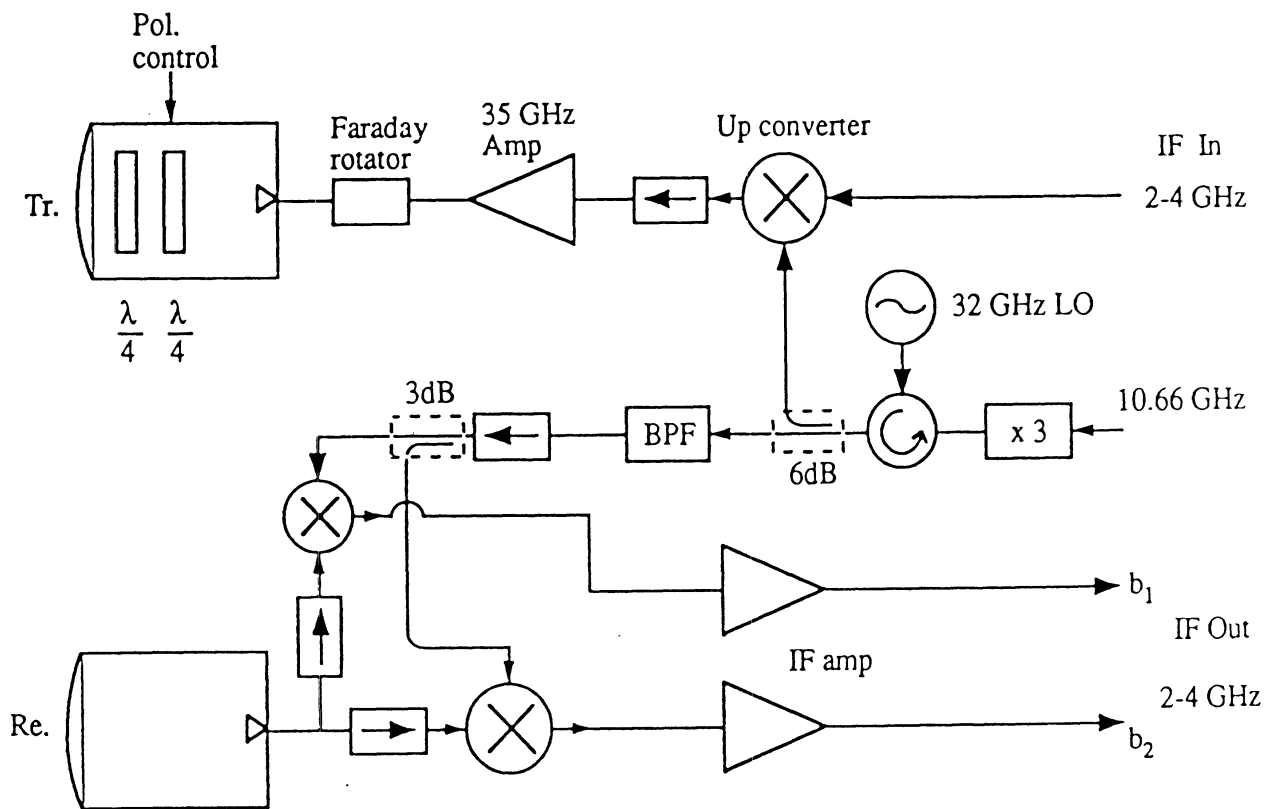 Pol.
control
Tr.
λ/4
λ/4
Faraday
rotator
35 GHz
Amp
Up converter
IF In
2-4 GHz
32 GHz LO
10.66 GHz
x 3
6dB
BPF
3dB
b₁
IF Out
IF amp
2-4 GHz
b₂
Re.